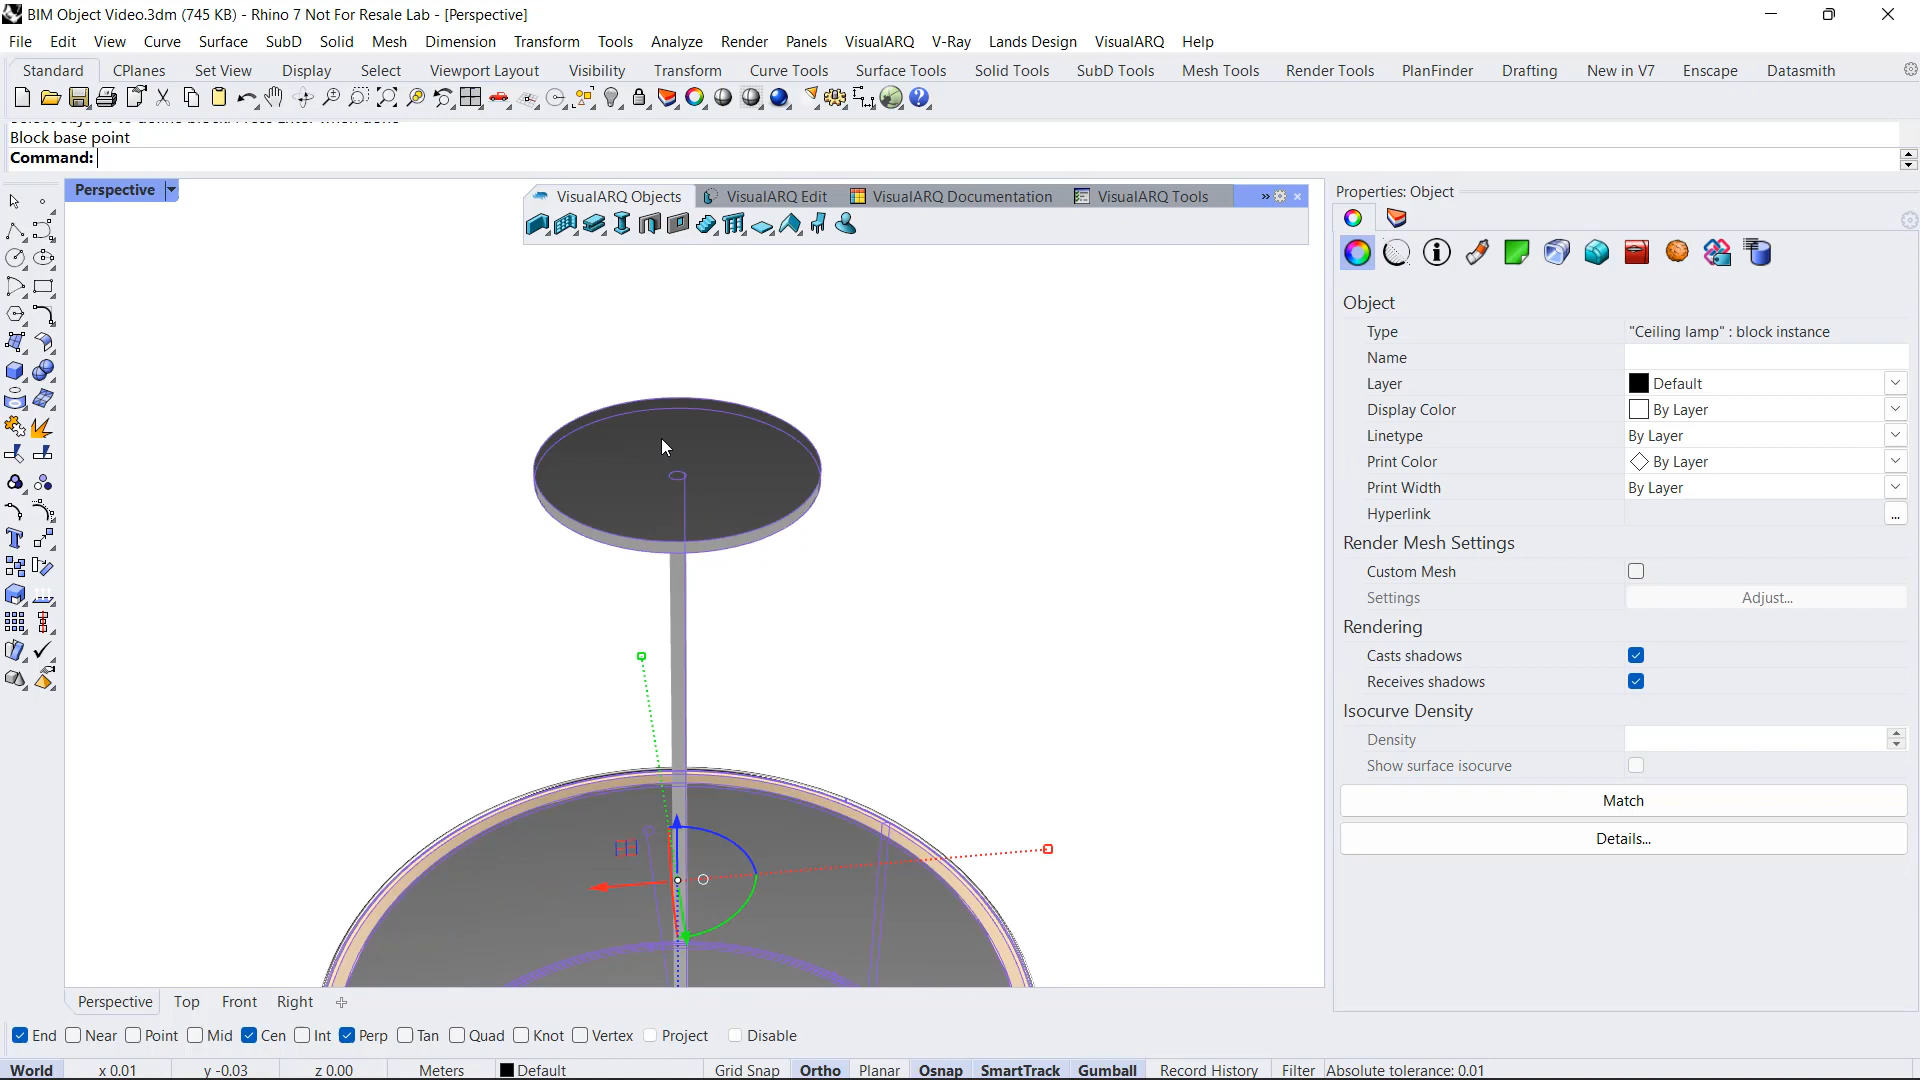 BIM Object Video.3dm (745 KB) - Rhino 7 Not For Resale Lab - [Perspective]
File Edit View Curve Surface SubD Solid Mesh Dimension Transform Tools Analyze Render Panels VisualARQ V-Ray Lands Design VisualARQ Help
Standard CPlanes Set View Display Select Viewport Layout Visibility Transform Curve Tools Surface Tools Solid Tools SubD Tools Mesh Tools Render Tools PlanFinder Drafting New in V7 Enscape Datasmith
Block base point
Command:
Perspective
VisualARQ Objects VisualARQ Edit VisualARQ Documentation VisualARQ Tools »
Properties: Object
Object
Type "Ceiling lamp" : block instance
Name
Layer Default
Display Color By Layer
Linetype By Layer
Print Color By Layer
Print Width By Layer
Hyperlink ...
Render Mesh Settings
Custom Mesh
Settings Adjust...
Rendering
Casts shadows
Receives shadows
Isocurve Density
Density
Show surface isocurve
Match
Details...
Perspective Top Front Right
End Near Point Mid Cen Int Perp Tan Quad Knot Vertex Project Disable
World x 0.01 y -0.03 z 0.00 Meters Default Grid Snap Ortho Planar Osnap SmartTrack Gumball Record History Filter Absolute tolerance: 0.01